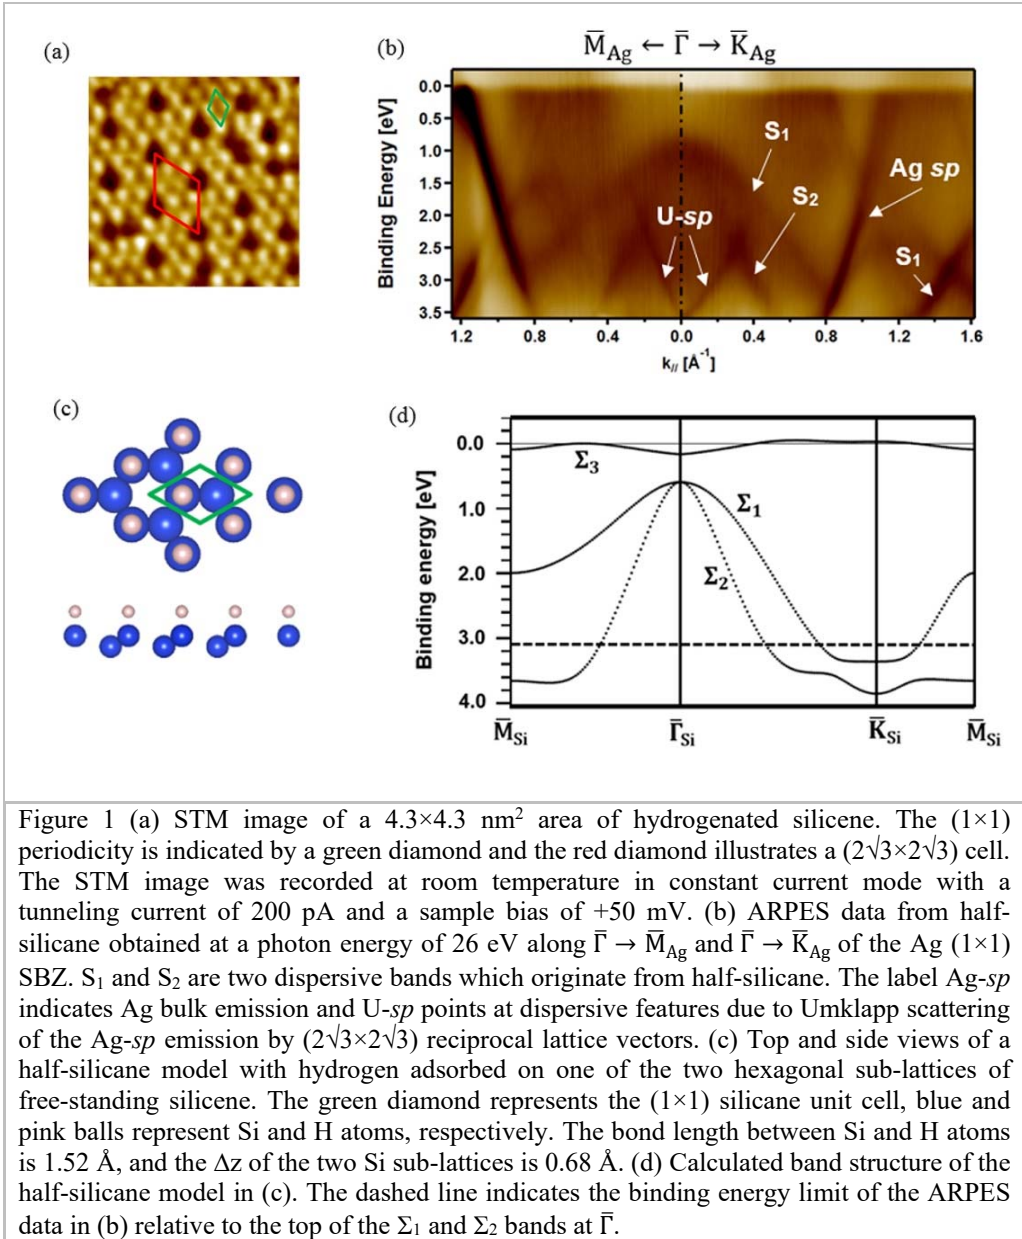 (a)
(b)
M̄Ag ← Γ̄ → K̄Ag
Binding Energy [eV]
0.0
0.5
1.0
1.5
2.0
2.5
3.0
3.5
S1
Ag sp
S2
U-sp
S1
1.2 0.8 0.4 0.0 0.4 0.8 1.2 1.6
k// [Å-1]
(c)
(d)
Binding energy [eV]
0.0
1.0
2.0
3.0
4.0
Σ3
Σ1
Σ2
M̄Si Γ̄Si K̄Si M̄Si
Figure 1 (a) STM image of a 4.3×4.3 nm2 area of hydrogenated silicene. The (1×1)
periodicity is indicated by a green diamond and the red diamond illustrates a (2√3×2√3) cell.
The STM image was recorded at room temperature in constant current mode with a
tunneling current of 200 pA and a sample bias of +50 mV. (b) ARPES data from half-
silicane obtained at a photon energy of 26 eV along Γ̄ → M̄Ag and Γ̄ → K̄Ag of the Ag (1×1)
SBZ. S1 and S2 are two dispersive bands which originate from half-silicane. The label Ag-sp
indicates Ag bulk emission and U-sp points at dispersive features due to Umklapp scattering
of the Ag-sp emission by (2√3×2√3) reciprocal lattice vectors. (c) Top and side views of a
half-silicane model with hydrogen adsorbed on one of the two hexagonal sub-lattices of
free-standing silicene. The green diamond represents the (1×1) silicane unit cell, blue and
pink balls represent Si and H atoms, respectively. The bond length between Si and H atoms
is 1.52 Å, and the Δz of the two Si sub-lattices is 0.68 Å. (d) Calculated band structure of the
half-silicane model in (c). The dashed line indicates the binding energy limit of the ARPES
data in (b) relative to the top of the Σ1 and Σ2 bands at Γ̄.